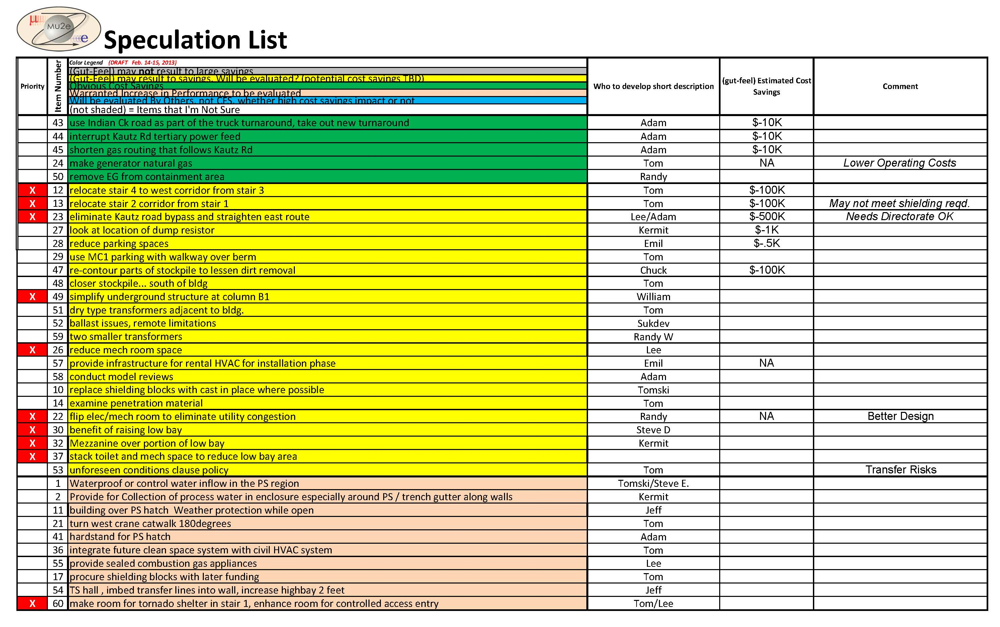 μ Mu2e e
Speculation List
Priority
Item Number
Color Legend (DRAFT Feb. 14-15, 2013)
(Gut-Feel) may not result to large savings
(Gut-Feel) may result to savings. Will be evaluated? (potential cost savings TBD)
Obvious Cost Savings
Warranted Increase in Performance to be evaluated
Will be evaluated By Others, not CFS, whether high cost savings impact or not
(not shaded) = Items that I'm Not Sure
Who to develop short description
(gut-feel) Estimated Cost
Savings
Comment
43 use Indian Ck road as part of the truck turnaround, take out new turnaround Adam $-10K
44 interrupt Kautz Rd tertiary power feed Adam $-10K
45 shorten gas routing that follows Kautz Rd Adam $-10K
24 make generator natural gas Tom NA Lower Operating Costs
50 remove EG from containment area Randy
X 12 relocate stair 4 to west corridor from stair 3 Tom $-100K
X 13 relocate stair 2 corridor from stair 1 Tom $-100K May not meet shielding reqd.
X 23 eliminate Kautz road bypass and straighten east route Lee/Adam $-500K Needs Directorate OK
27 look at location of dump resistor Kermit $-1K
28 reduce parking spaces Emil $-.5K
29 use MC1 parking with walkway over berm Tom
47 re-contour parts of stockpile to lessen dirt removal Chuck $-100K
48 closer stockpile... south of bldg Tom
X 49 simplify underground structure at column B1 William
51 dry type transformers adjacent to bldg. Tom
52 ballast issues, remote limitations Sukdev
59 two smaller transformers Randy W
X 26 reduce mech room space Lee
57 provide infrastructure for rental HVAC for installation phase Emil NA
58 conduct model reviews Adam
10 replace shielding blocks with cast in place where possible Tomski
14 examine penetration material Tom
X 22 flip elec/mech room to eliminate utility congestion Randy NA Better Design
X 30 benefit of raising low bay Steve D
X 32 Mezzanine over portion of low bay Kermit
X 37 stack toilet and mech space to reduce low bay area
53 unforeseen conditions clause policy Tom Transfer Risks
1 Waterproof or control water inflow in the PS region Tomski/Steve E.
2 Provide for Collection of process water in enclosure especially around PS / trench gutter along walls Kermit
11 building over PS hatch Weather protection while open Jeff
21 turn west crane catwalk 180degrees Tom
41 hardstand for PS hatch Adam
36 integrate future clean space system with civil HVAC system Tom
55 provide sealed combustion gas appliances Lee
17 procure shielding blocks with later funding Tom
54 TS hall , imbed transfer lines into wall, increase highbay 2 feet Jeff
X 60 make room for tornado shelter in stair 1, enhance room for controlled access entry Tom/Lee